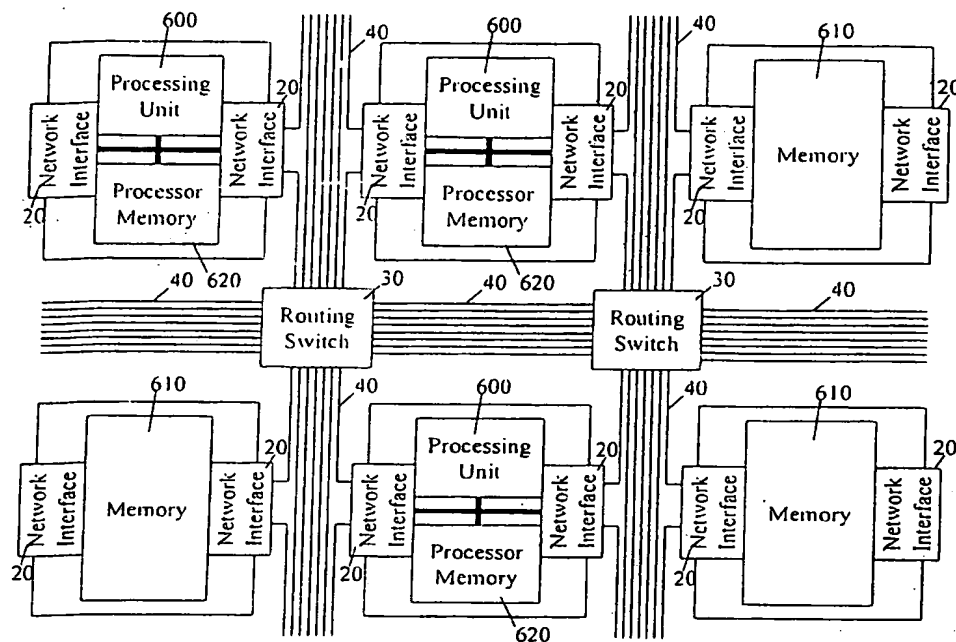 600
40
40
610
Processing
Unit
Processor
Memory
Network
Interface
20
Network
Interface
20
620
Processing
Unit
Processor
Memory
600
Network
Interface
20
Network
Interface
20
620
Memory
Network
Interface
20
Network
Interface
20
40
30
40
30
40
Routing
Switch
Routing
Switch
610
40
600
40
610
Memory
Network
Interface
20
Network
Interface
20
Processing
Unit
Processor
Memory
Network
Interface
20
Network
Interface
20
620
Memory
Network
Interface
20
Network
Interface
20